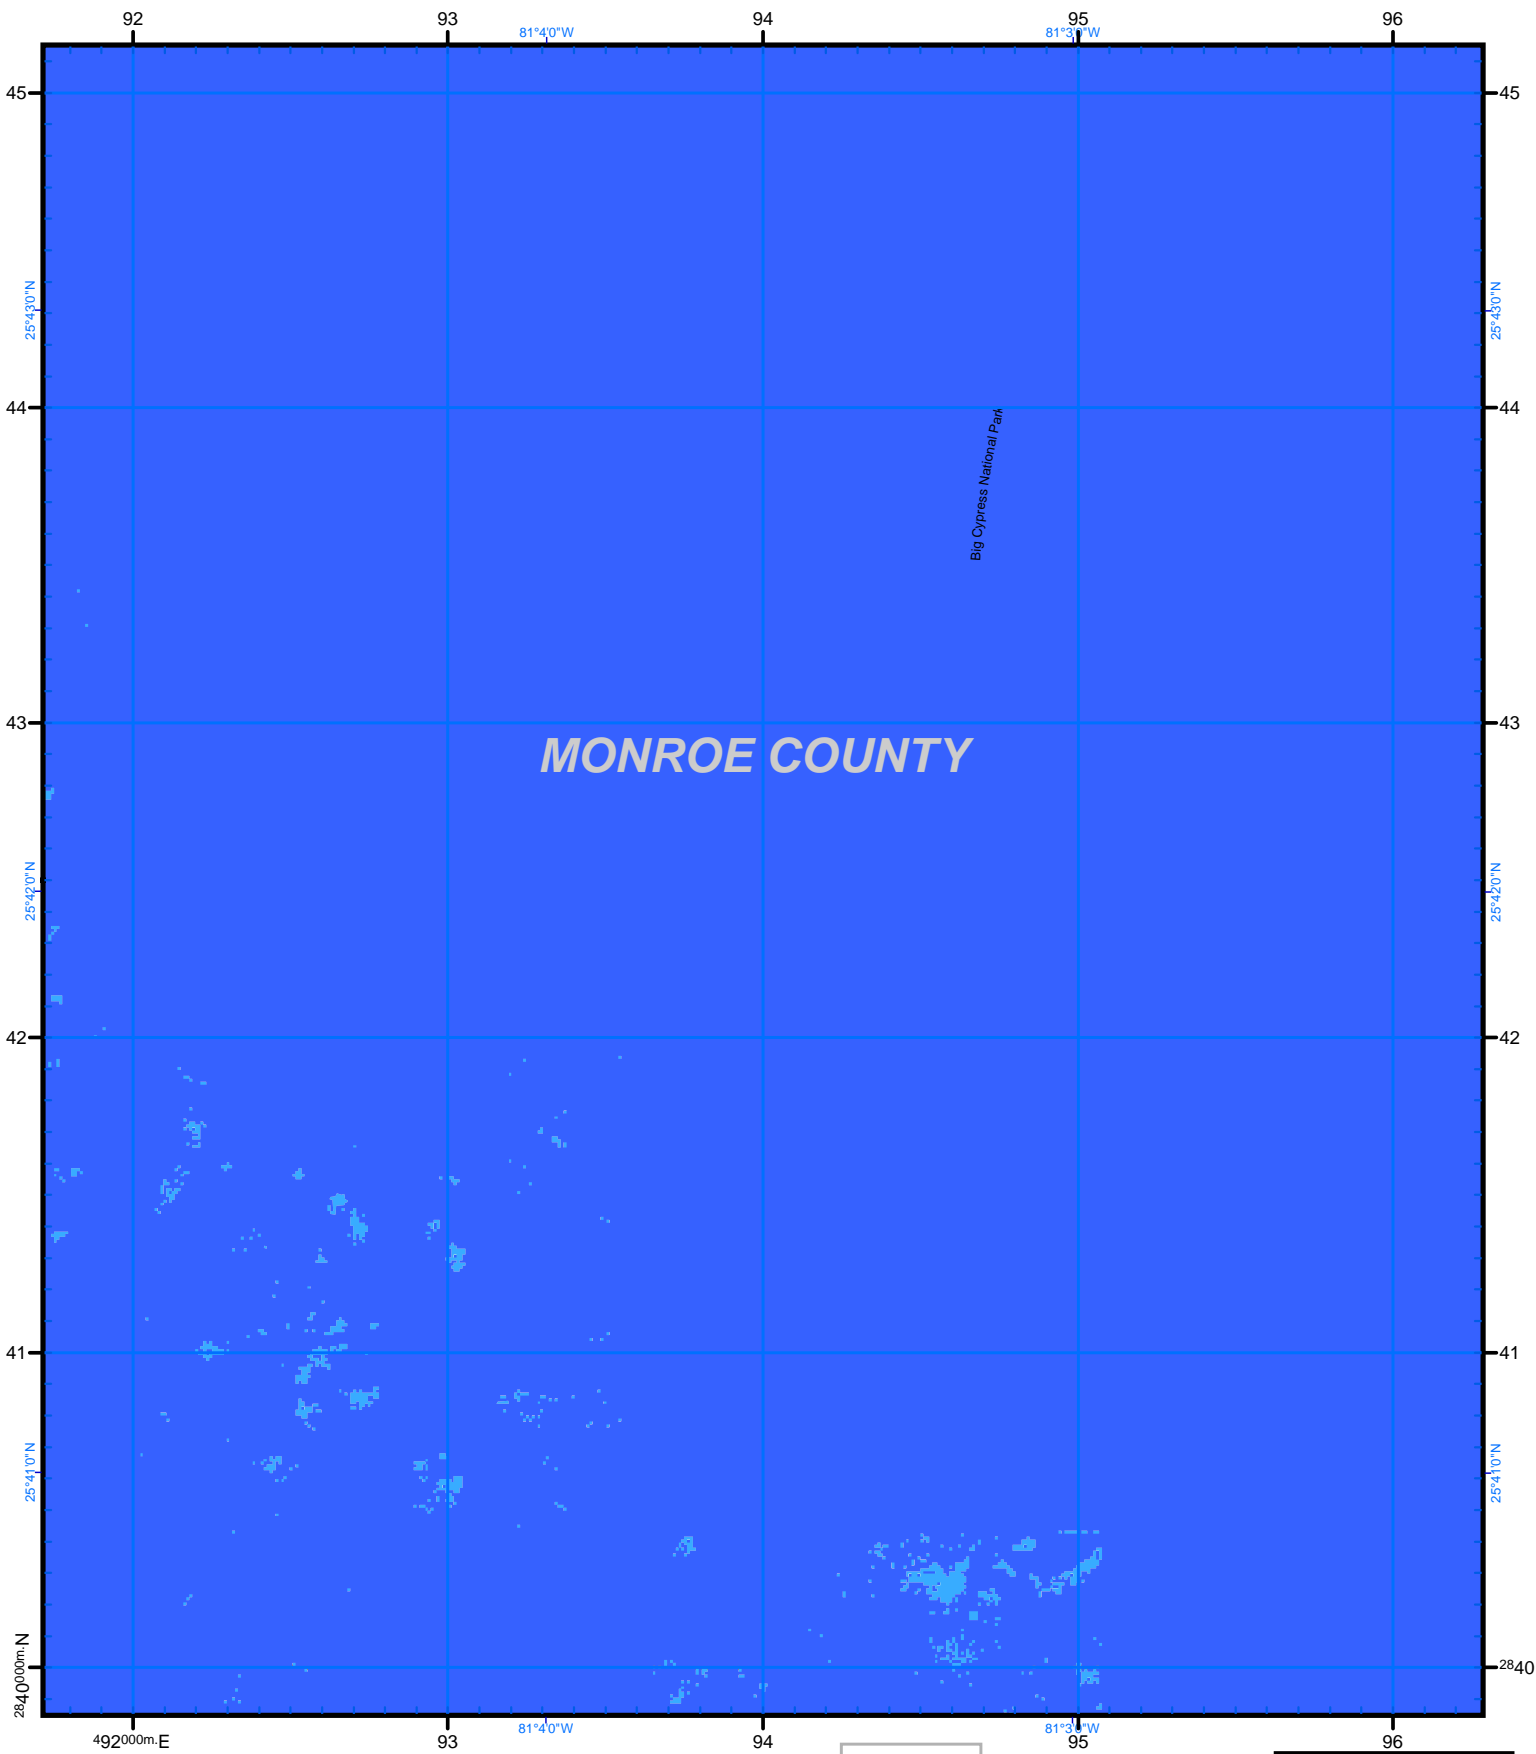 92 93 94 95 96
81°4'0"W 81°3'0"W
45 45
25°43'0"N 25°43'0"N
44 44
Big Cypress National Park
43 43
MONROE COUNTY
25°42'0"N 25°42'0"N
42 42
41 41
25°41'0"N 25°41'0"N
2840000m.N 2840
81°4'0"W 81°3'0"W
492000m.E 93 94 95 96